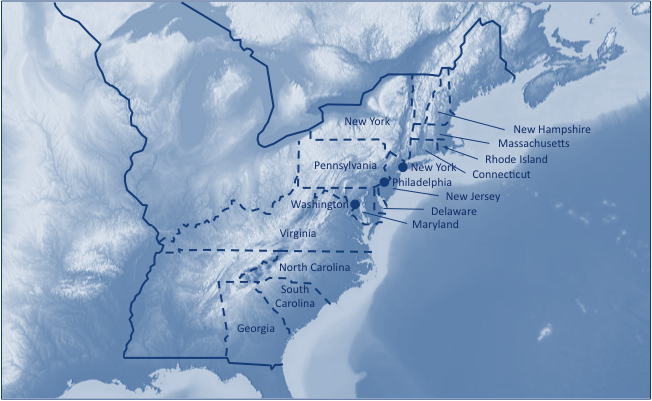 New York
New Hampshire
Massachusetts
Rhode Island
Connecticut
Pennsylvania
New York
Philadelphia
New Jersey
Washington
Delaware
Maryland
Virginia
North Carolina
South
Carolina
Georgia